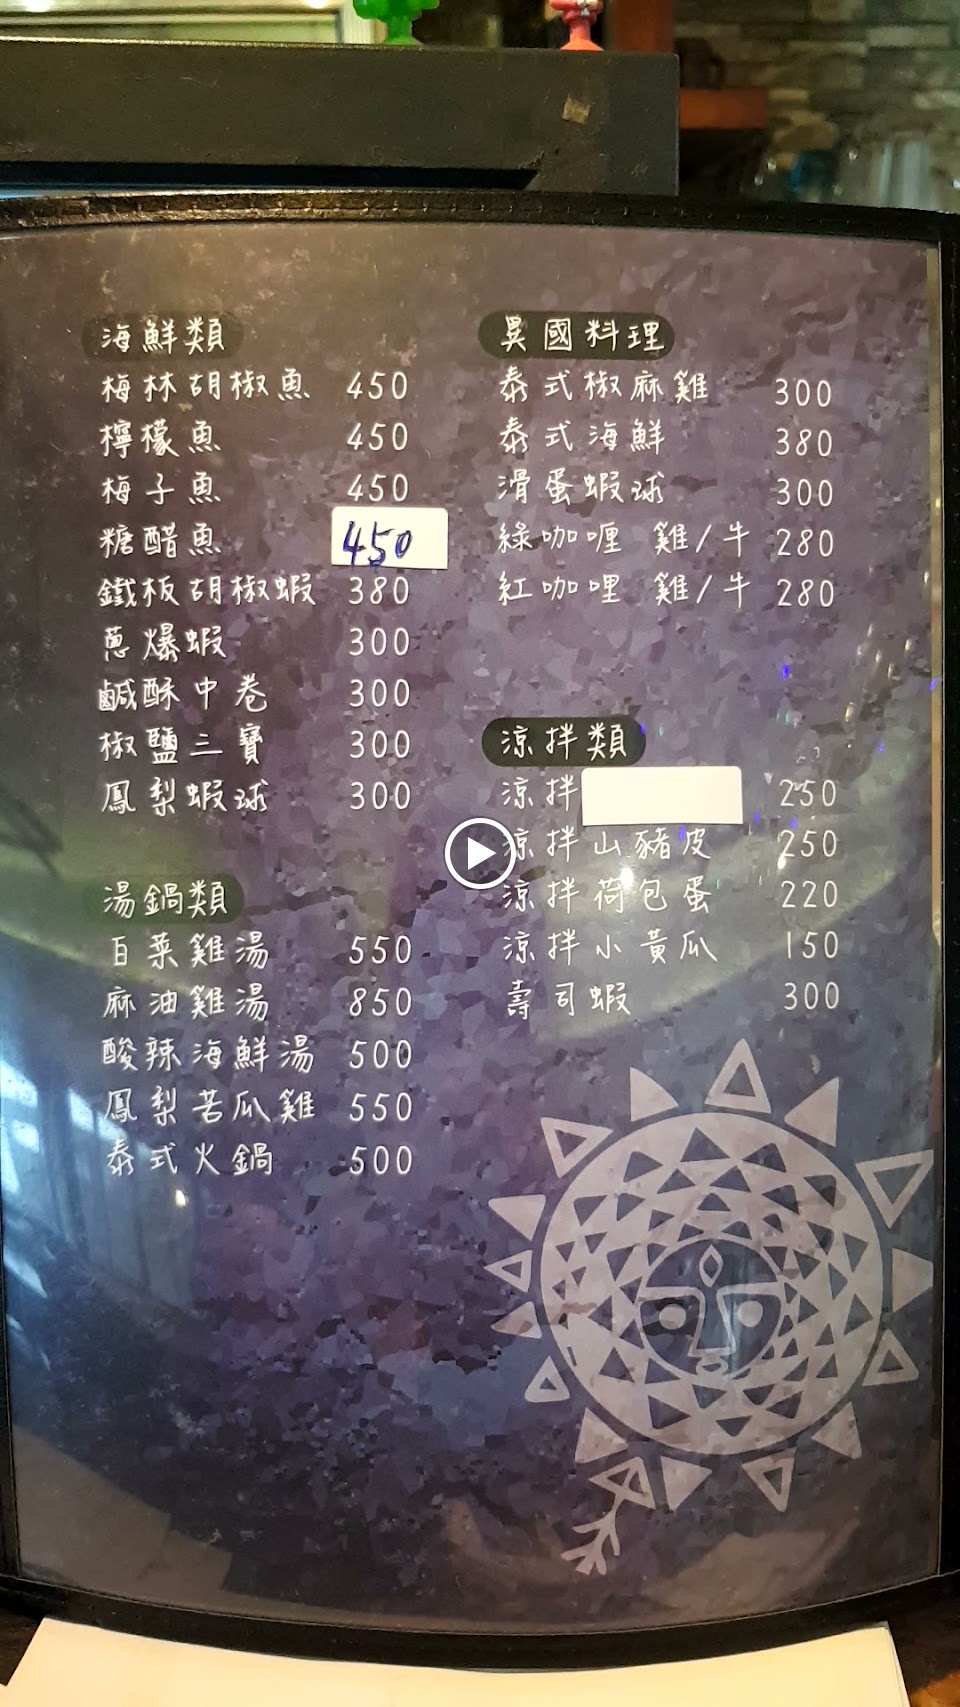 海鮮類
梅林胡椒魚 450
檸檬魚 450
梅子魚 450
糖醋魚 450
鐵板胡椒蝦 380
蔥爆蝦 300
鹹酥中卷 300
椒鹽三寶 300
鳳梨蝦球 300
湯鍋類
百菜雞湯 550
麻油雞湯 850
酸辣海鮮湯 500
鳳梨苦瓜雞 550
泰式火鍋 500
異國料理
泰式椒麻雞 300
泰式海鮮 380
滑蛋蝦球 300
綠咖喱 雞/牛 280
紅咖哩 雞/牛 280
涼拌類
涼拌 250
涼拌山豬皮 250
涼拌荷包蛋 220
涼拌小黃瓜 150
壽司蝦 300